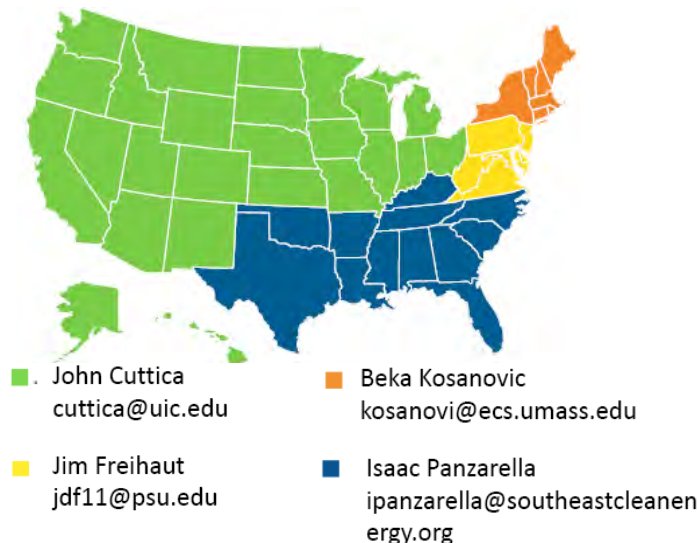 John Cuttica
cuttica@uic.edu
Beka Kosanovic
kosanovi@ecs.umass.edu
Jim Freihaut
jdf11@psu.edu
Isaac Panzarella
ipanzarella@southeastcleanen
ergy.org